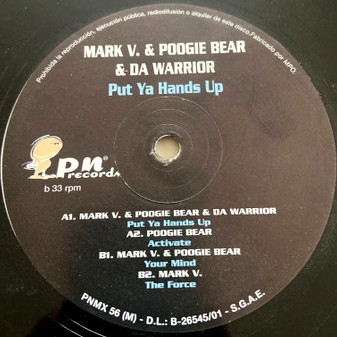 Prohibida la reproducción, ejecución pública, radiodifusión o alquiler de este disco. Fabricado por MPO.
MARK V. & POOGIE BEAR
& DA WARRIOR
Put Ya Hands Up
pn®
records
b 33 rpm
A1. MARK V. & POOGIE BEAR & DA WARRIOR
Put Ya Hands Up
A2. POOGIE BEAR
Activate
B1. MARK V. & POOGIE BEAR
Your Mind
B2. MARK V.
The Force
PNMX 56 (M) - D.L.: B-26545/01 - S.G.A.E.